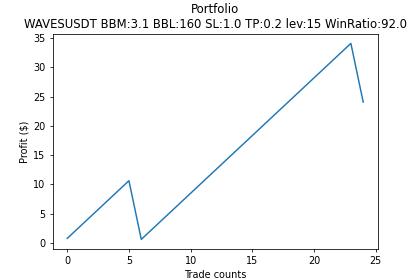 Portfolio
WAVESUSDT BBM:3.1 BBL:160 SL:1.0 TP:0.2 lev:15 WinRatio:92.0
35
30
25
20
15
10
5
0
Profit ($)
0 5 10 15 20 25
Trade counts